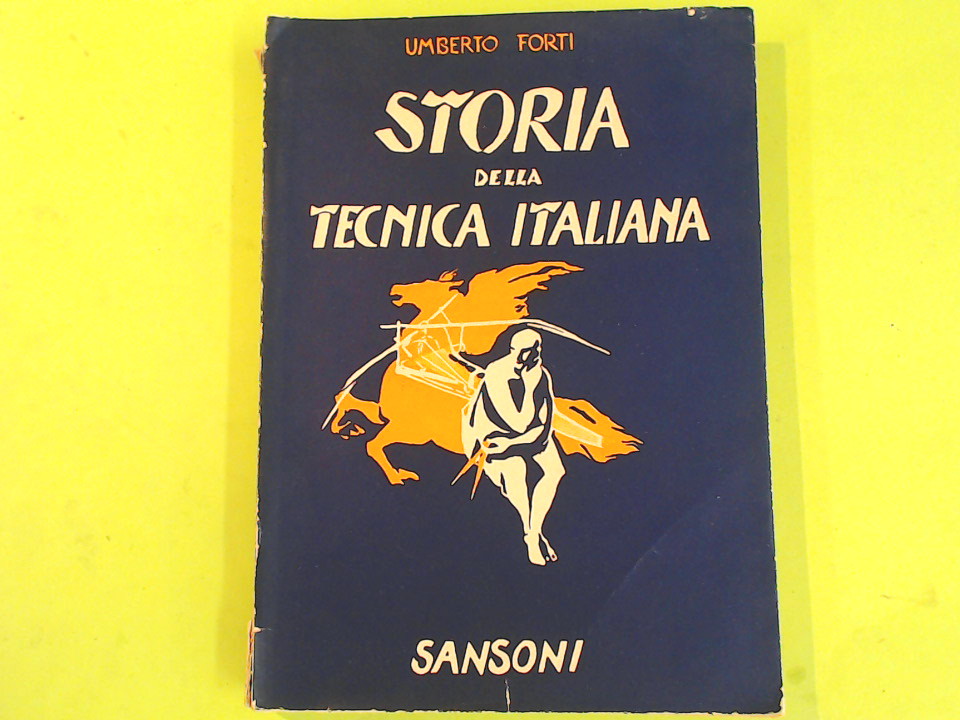 UMBERTO FORTI
STORIA
DELLA
TECNICA ITALIANA
SANSONI